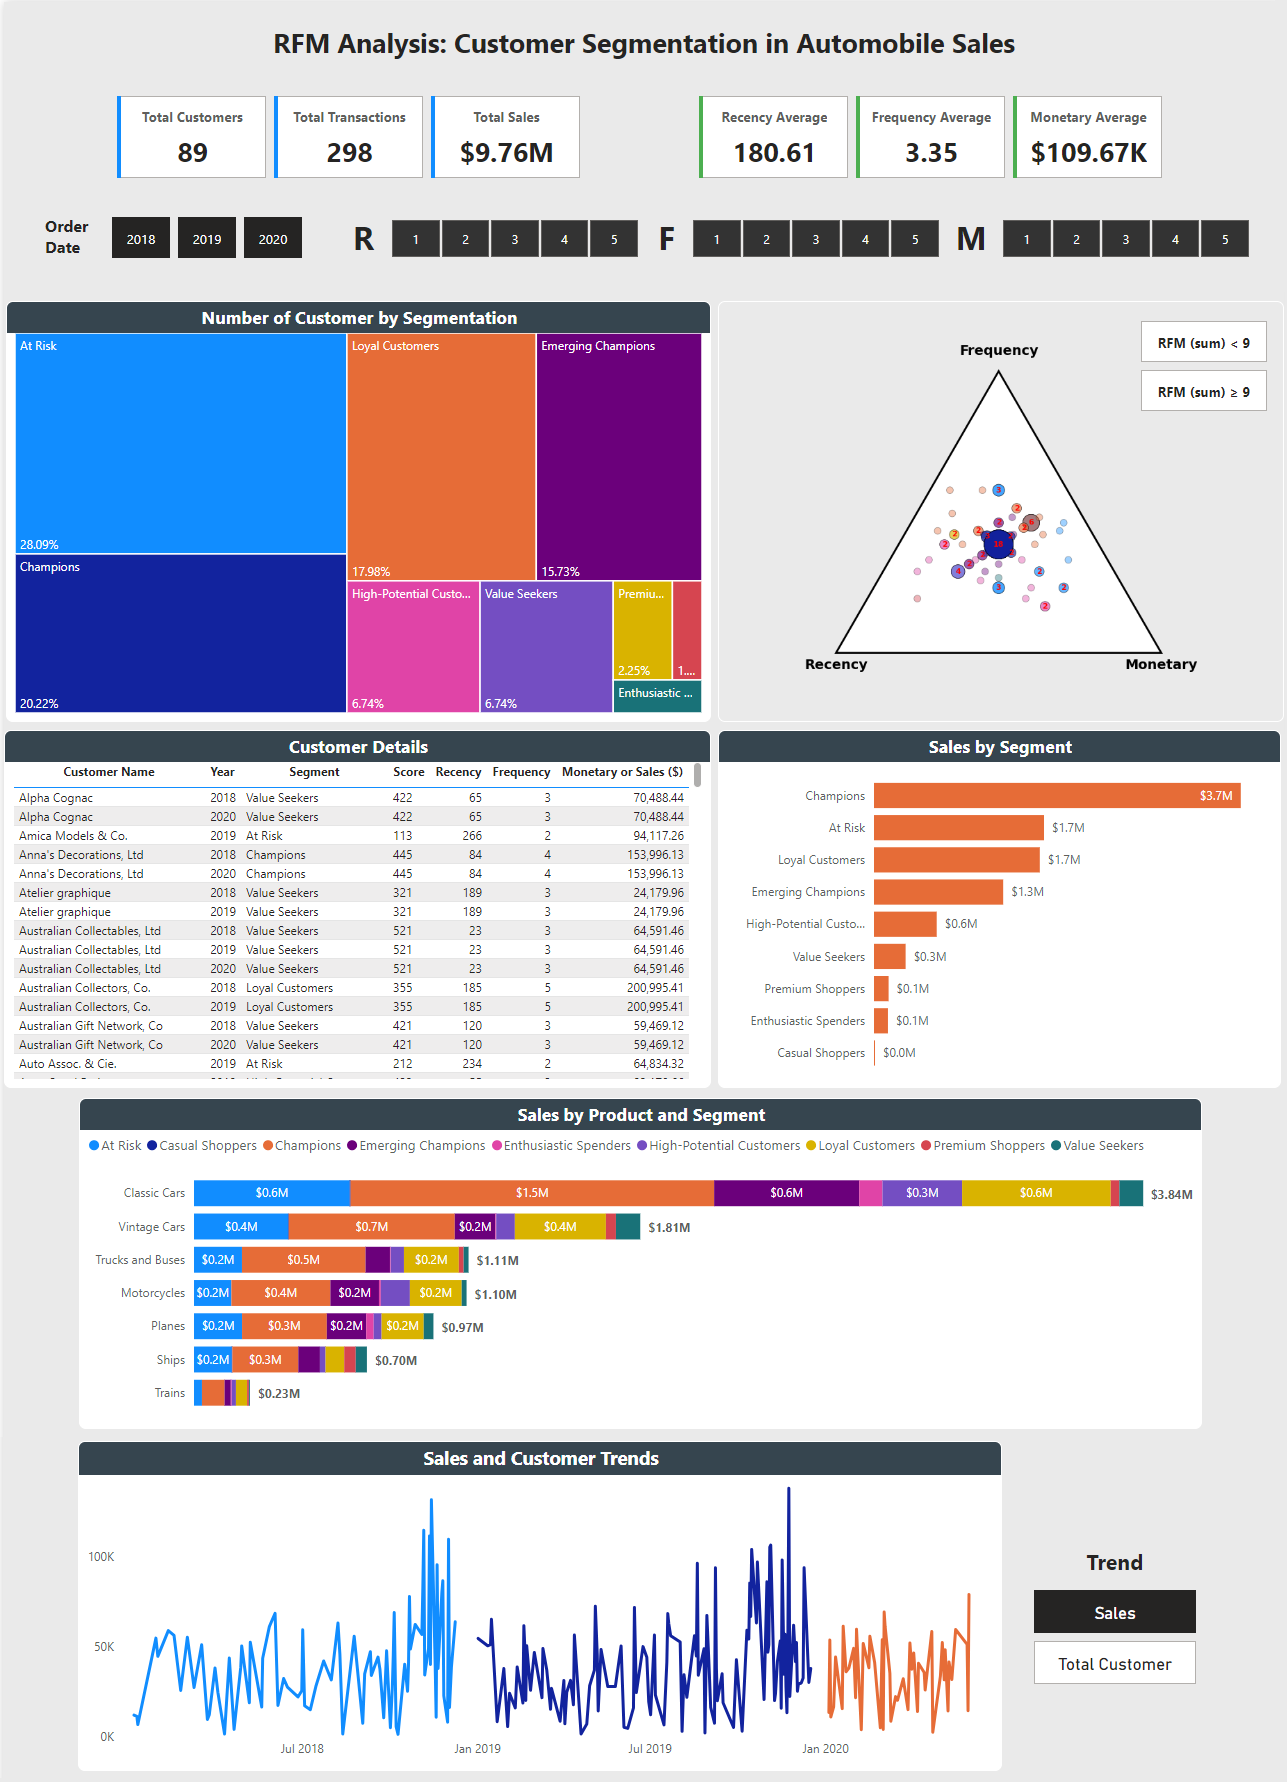 RFM Analysis: Customer Segmentation in Automobile Sales
Total Customers
89
Total Transactions
298
Total Sales
$9.76M
Recency Average
180.61
Frequency Average
3.35
Monetary Average
$109.67K
Order
Date
2018 2019 2020
R 1 2 3 4 5
F 1 2 3 4 5
M 1 2 3 4 5
Number of Customer by Segmentation
At Risk
28.09%
Champions
20.22%
Loyal Customers
17.98%
Emerging Champions
15.73%
High-Potential Custo...
6.74%
Value Seekers
6.74%
Premiu...
2.25%
1....
Enthusiastic ...
RFM (sum) < 9
RFM (sum) ≥ 9
Frequency
Recency
Monetary
Customer Details
Customer Name Year Segment Score Recency Frequency Monetary or Sales ($)
Alpha Cognac 2018 Value Seekers 422 65 3 70,488.44
Alpha Cognac 2020 Value Seekers 422 65 3 70,488.44
Amica Models & Co. 2019 At Risk 113 266 2 94,117.26
Anna's Decorations, Ltd 2018 Champions 445 84 4 153,996.13
Anna's Decorations, Ltd 2020 Champions 445 84 4 153,996.13
Atelier graphique 2018 Value Seekers 321 189 3 24,179.96
Atelier graphique 2019 Value Seekers 321 189 3 24,179.96
Australian Collectables, Ltd 2018 Value Seekers 521 23 3 64,591.46
Australian Collectables, Ltd 2019 Value Seekers 521 23 3 64,591.46
Australian Collectables, Ltd 2020 Value Seekers 521 23 3 64,591.46
Australian Collectors, Co. 2018 Loyal Customers 355 185 5 200,995.41
Australian Collectors, Co. 2019 Loyal Customers 355 185 5 200,995.41
Australian Gift Network, Co 2018 Value Seekers 421 120 3 59,469.12
Australian Gift Network, Co 2020 Value Seekers 421 120 3 59,469.12
Auto Assoc. & Cie. 2019 At Risk 212 234 2 64,834.32
Sales by Segment
Champions $3.7M
At Risk $1.7M
Loyal Customers $1.7M
Emerging Champions $1.3M
High-Potential Custo... $0.6M
Value Seekers $0.3M
Premium Shoppers $0.1M
Enthusiastic Spenders $0.1M
Casual Shoppers $0.0M
Sales by Product and Segment
At Risk Casual Shoppers Champions Emerging Champions Enthusiastic Spenders High-Potential Customers Loyal Customers Premium Shoppers Value Seekers
Classic Cars $0.6M $1.5M $0.6M $0.3M $0.6M $3.84M
Vintage Cars $0.4M $0.7M $0.2M $0.4M $1.81M
Trucks and Buses $0.2M $0.5M $0.2M $1.11M
Motorcycles $0.2M $0.4M $0.2M $0.2M $1.10M
Planes $0.2M $0.3M $0.2M $0.2M $0.97M
Ships $0.2M $0.3M $0.70M
Trains $0.23M
Sales and Customer Trends
100K
50K
0K
Jul 2018 Jan 2019 Jul 2019 Jan 2020
Trend
Sales
Total Customer